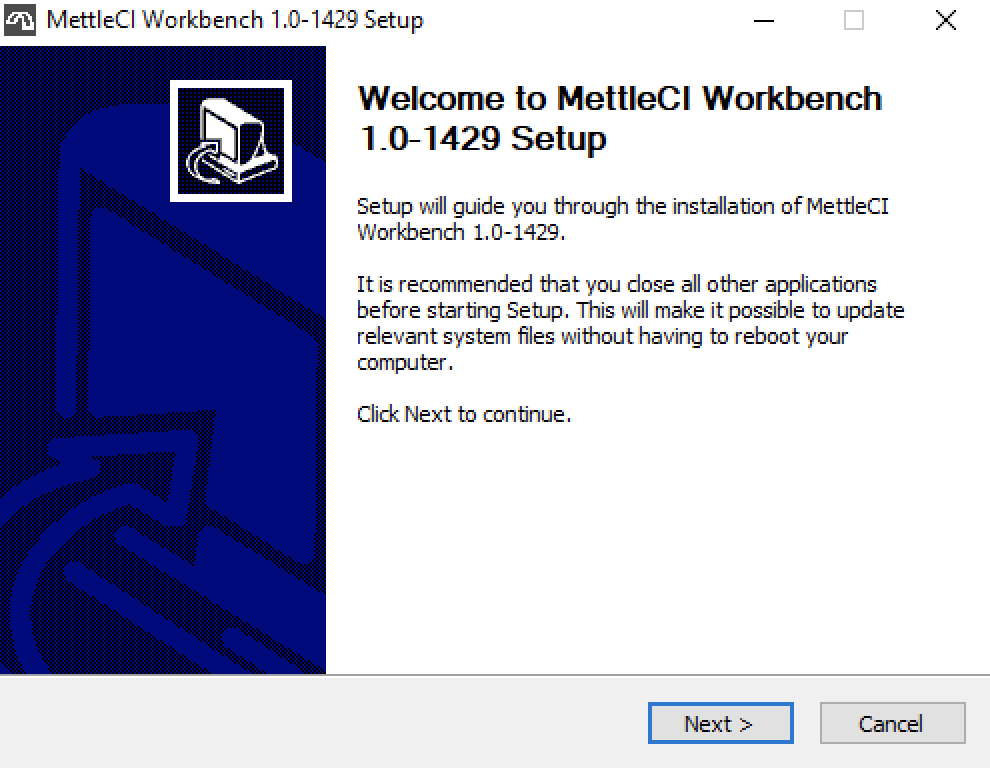 MettleCI Workbench 1.0-1429 Setup
Welcome to MettleCI Workbench
1.0-1429 Setup
Setup will guide you through the installation of MettleCI
Workbench 1.0-1429.
It is recommended that you close all other applications
before starting Setup. This will make it possible to update
relevant system files without having to reboot your
computer.
Click Next to continue.
Next >
Cancel